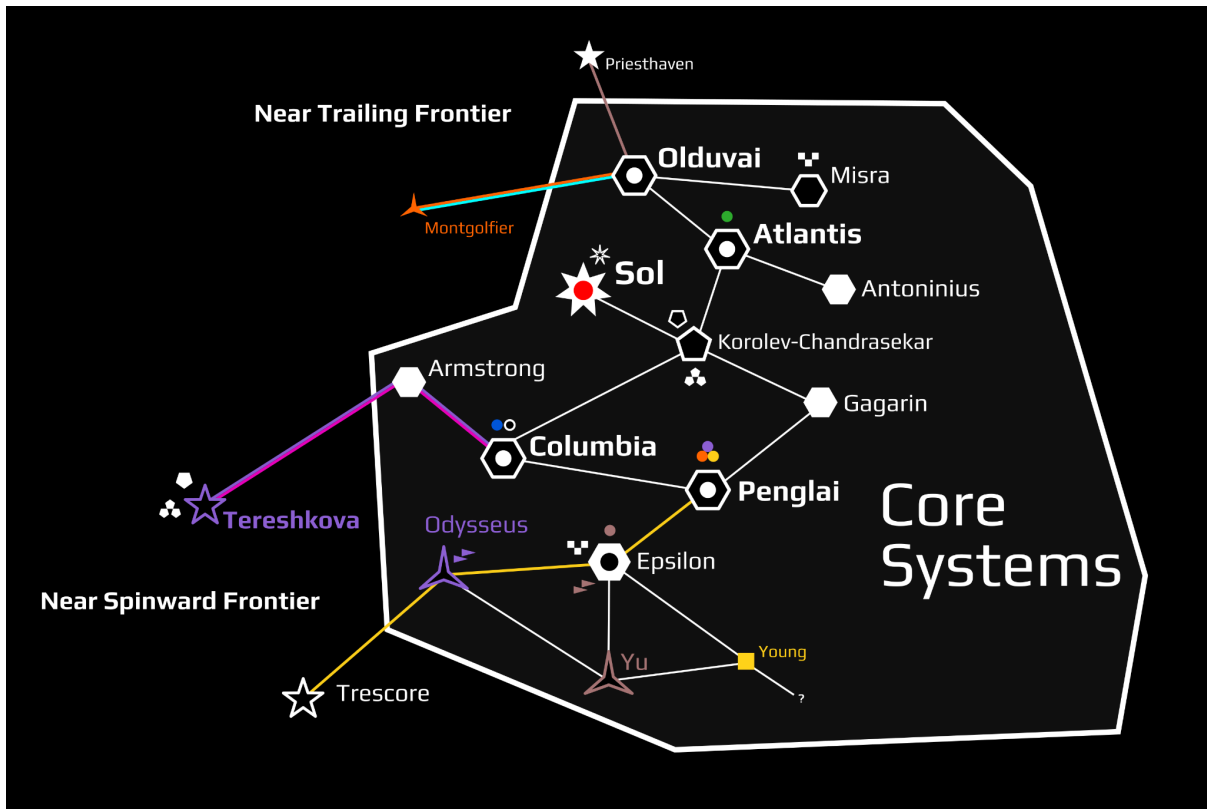 Priesthaven
Near Trailing Frontier
Olduvai
Misra
Montgolfier
Atlantis
Sol
Antoninius
Korolev-Chandrasekar
Armstrong
Gagarin
Columbia
Penglai
Tereshkova
Odysseus
Core
Systems
Epsilon
Near Spinward Frontier
Young
Yu
Trescore
?